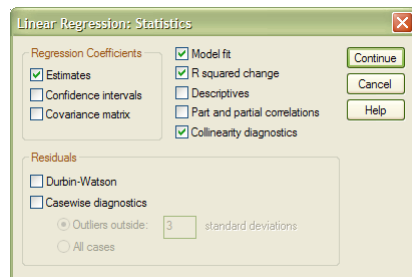 Linear Regression: Statistics
Regression Coefficients
Estimates
Confidence intervals
Covariance matrix
Model fit
R squared change
Descriptives
Part and partial correlations
Collinearity diagnostics
Continue
Cancel
Help
Residuals
Durbin-Watson
Casewise diagnostics
Outliers outside: 3 standard deviations
All cases